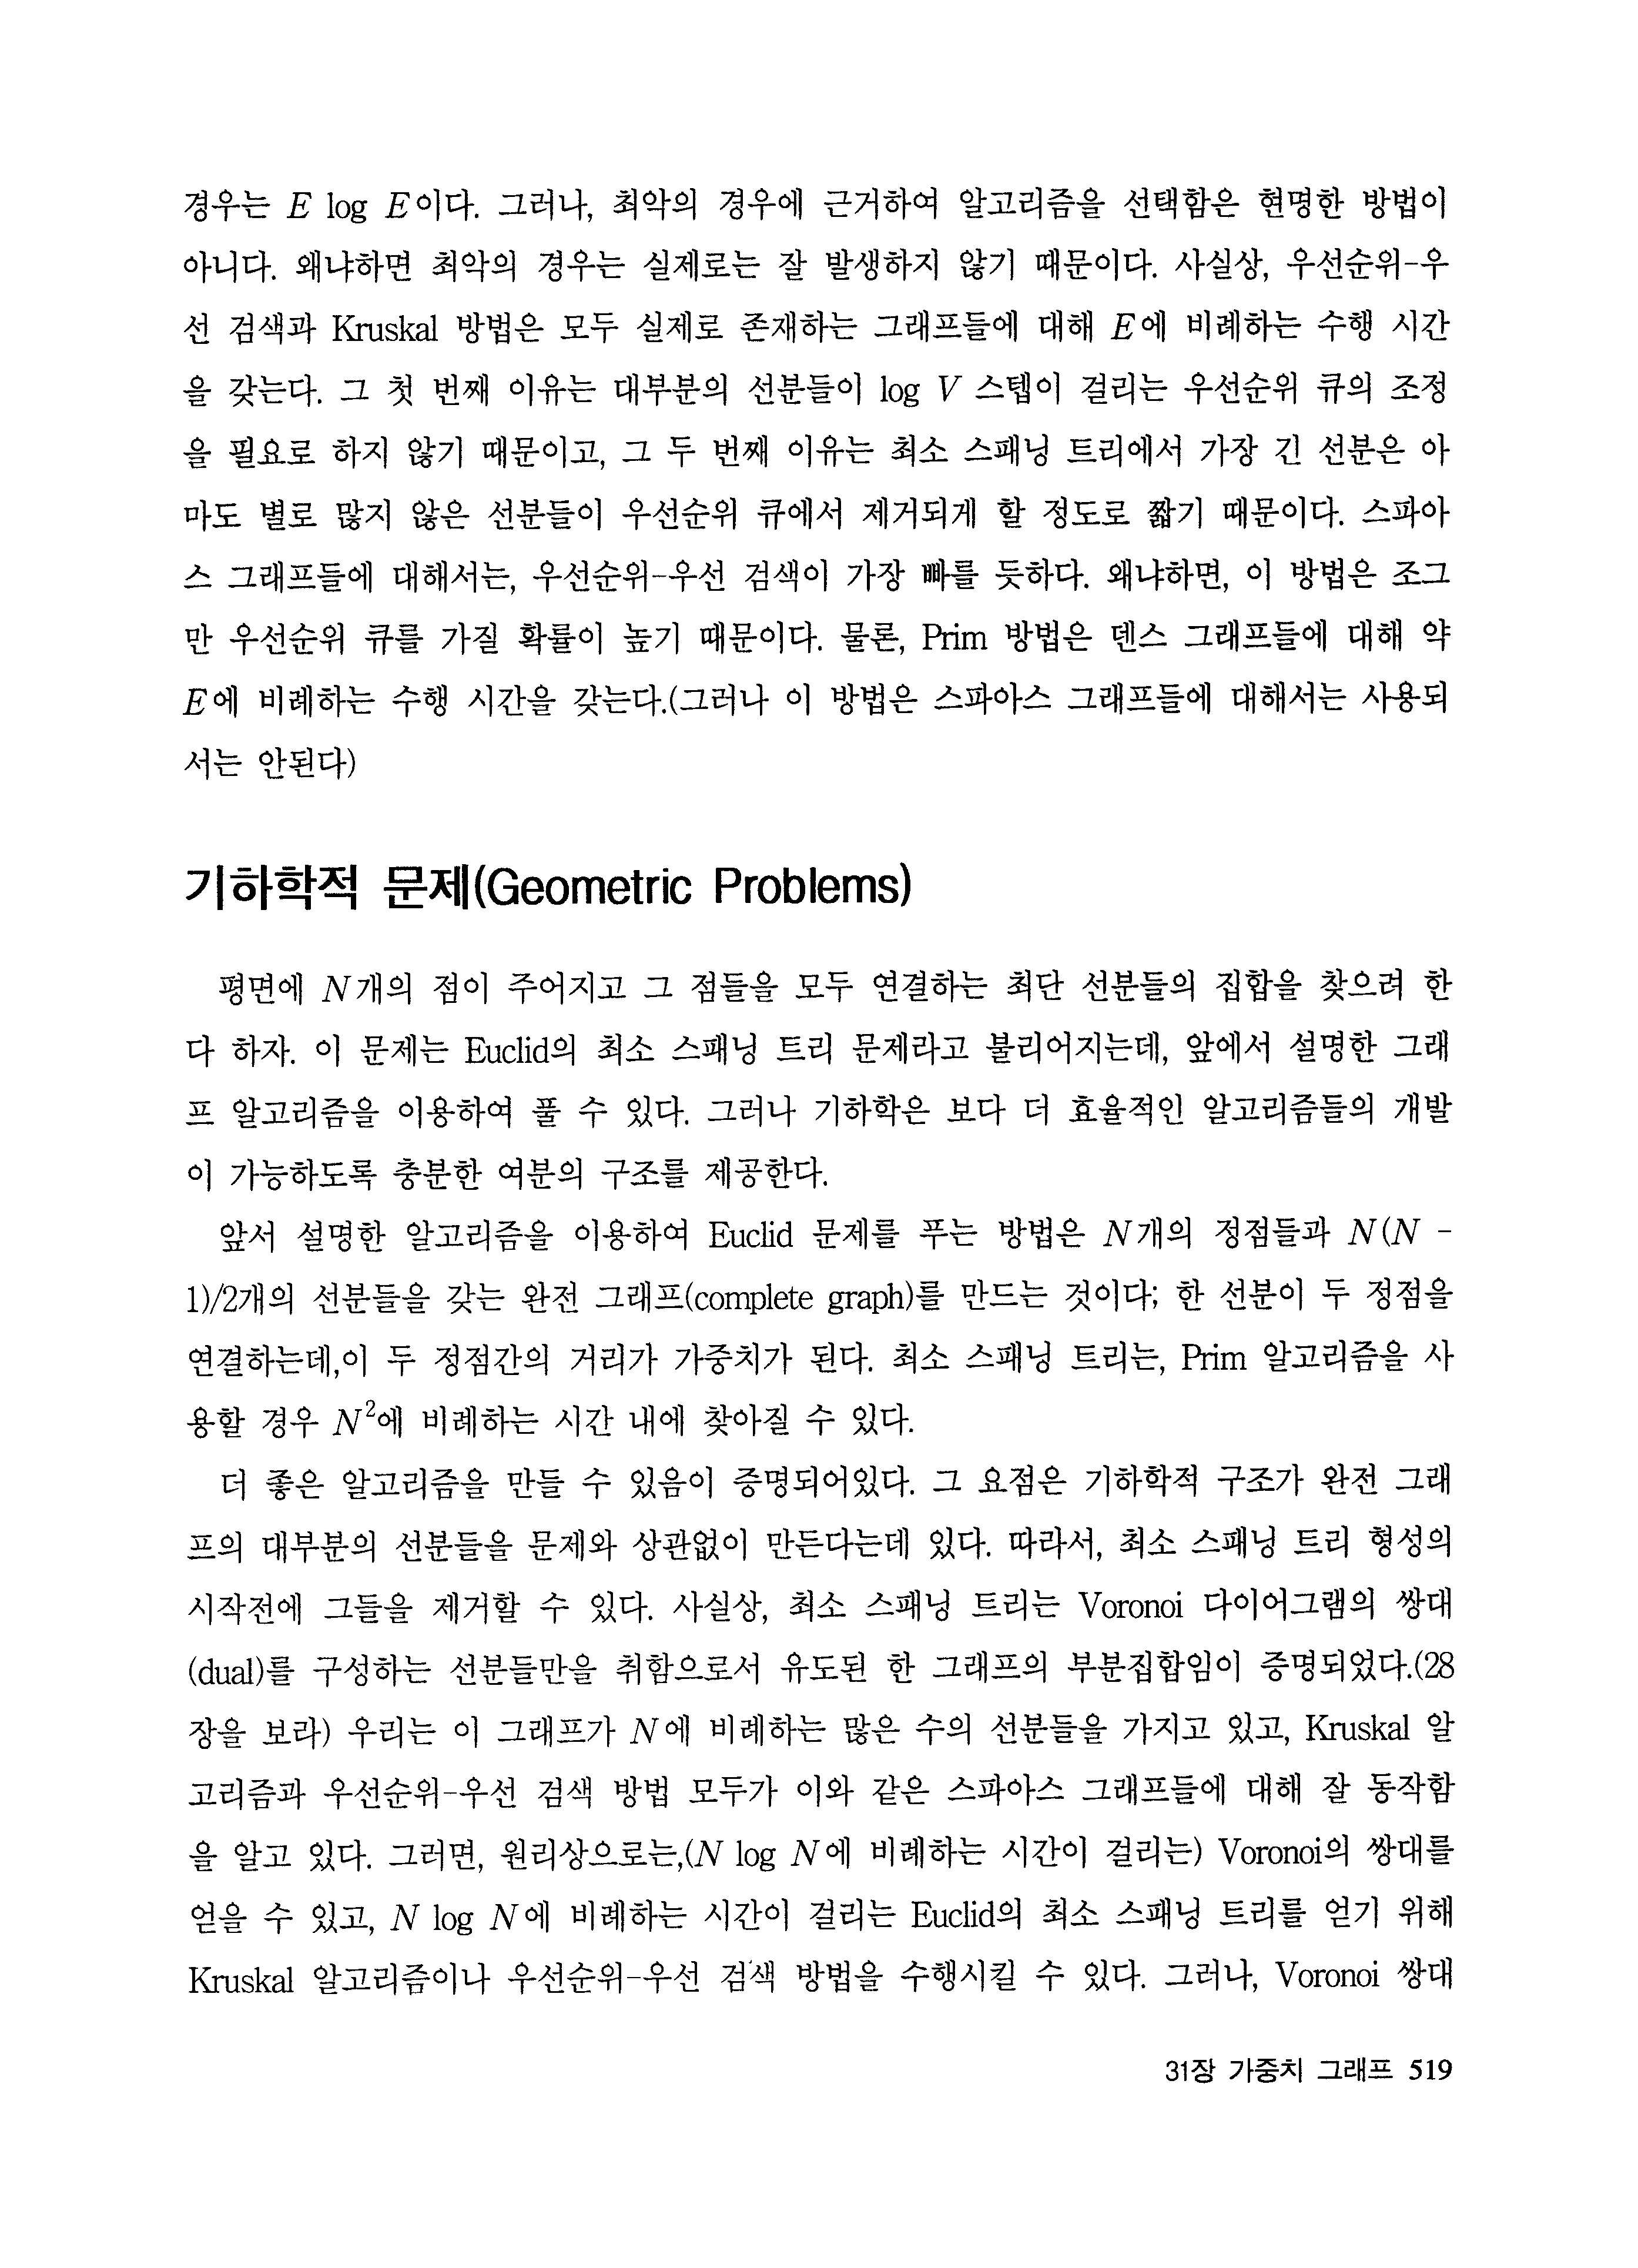 경우는 E log E이다. 그러나, 최악의 경우에 근거하여 알고리즘을 선택함은 현명한 방법이
아니다. 왜냐하면 최악의 경우는 실제로는 잘 발생하지 않기 때문이다. 사실상, 우선순위-우
선 검색과 Kruskal 방법은 모두 실제로 존재하는 그래프들에 대해 E에 비례하는 수행 시간
을 갖는다. 그 첫 번째 이유는 대부분의 선분들이 log V 스텝이 걸리는 우선순위 큐의 조정
을 필요로 하지 않기 때문이고, 그 두 번째 이유는 최소 스패닝 트리에서 가장 긴 선분은 아
마도 별로 많지 않은 선분들이 우선순위 큐에서 제거되게 할 정도로 짧기 때문이다. 스파아
스 그래프들에 대해서는, 우선순위-우선 검색이 가장 빠를 듯하다. 왜냐하면, 이 방법은 조그
만 우선순위 큐를 가질 확률이 높기 때문이다. 물론, Prim 방법은 덴스 그래프들에 대해 약
E에 비례하는 수행 시간을 갖는다.(그러나 이 방법은 스파아스 그래프들에 대해서는 사용되
서는 안된다)
기하학적 문제(Geometric Problems)
평면에 N개의 점이 주어지고 그 점들을 모두 연결하는 최단 선분들의 집합을 찾으려 한
다 하자. 이 문제는 Euclid의 최소 스패닝 트리 문제라고 불리어지는데, 앞에서 설명한 그래
프 알고리즘을 이용하여 풀 수 있다. 그러나 기하학은 보다 더 효율적인 알고리즘들의 개발
이 가능하도록 충분한 여분의 구조를 제공한다.
앞서 설명한 알고리즘을 이용하여 Euclid 문제를 푸는 방법은 N개의 정점들과 N(N -
1)/2개의 선분들을 갖는 완전 그래프(complete graph)를 만드는 것이다; 한 선분이 두 정점을
연결하는데,이 두 정점간의 거리가 가중치가 된다. 최소 스패닝 트리는, Prim 알고리즘을 사
용할 경우 N²에 비례하는 시간 내에 찾아질 수 있다.
더 좋은 알고리즘을 만들 수 있음이 증명되어있다. 그 요점은 기하학적 구조가 완전 그래
프의 대부분의 선분들을 문제와 상관없이 만든다는데 있다. 따라서, 최소 스패닝 트리 형성의
시작전에 그들을 제거할 수 있다. 사실상, 최소 스패닝 트리는 Voronoi 다이어그램의 쌍대
(dual)를 구성하는 선분들만을 취함으로서 유도된 한 그래프의 부분집합임이 증명되었다.(28
장을 보라) 우리는 이 그래프가 N에 비례하는 많은 수의 선분들을 가지고 있고, Kruskal 알
고리즘과 우선순위-우선 검색 방법 모두가 이와 같은 스파아스 그래프들에 대해 잘 동작함
을 알고 있다. 그러면, 원리상으로는,(N log N에 비례하는 시간이 걸리는) Voronoi의 쌍대를
얻을 수 있고, N log N에 비례하는 시간이 걸리는 Euclid의 최소 스패닝 트리를 얻기 위해
Kruskal 알고리즘이나 우선순위-우선 검색 방법을 수행시킬 수 있다. 그러나, Voronoi 쌍대
31장 가중치 그래프 519